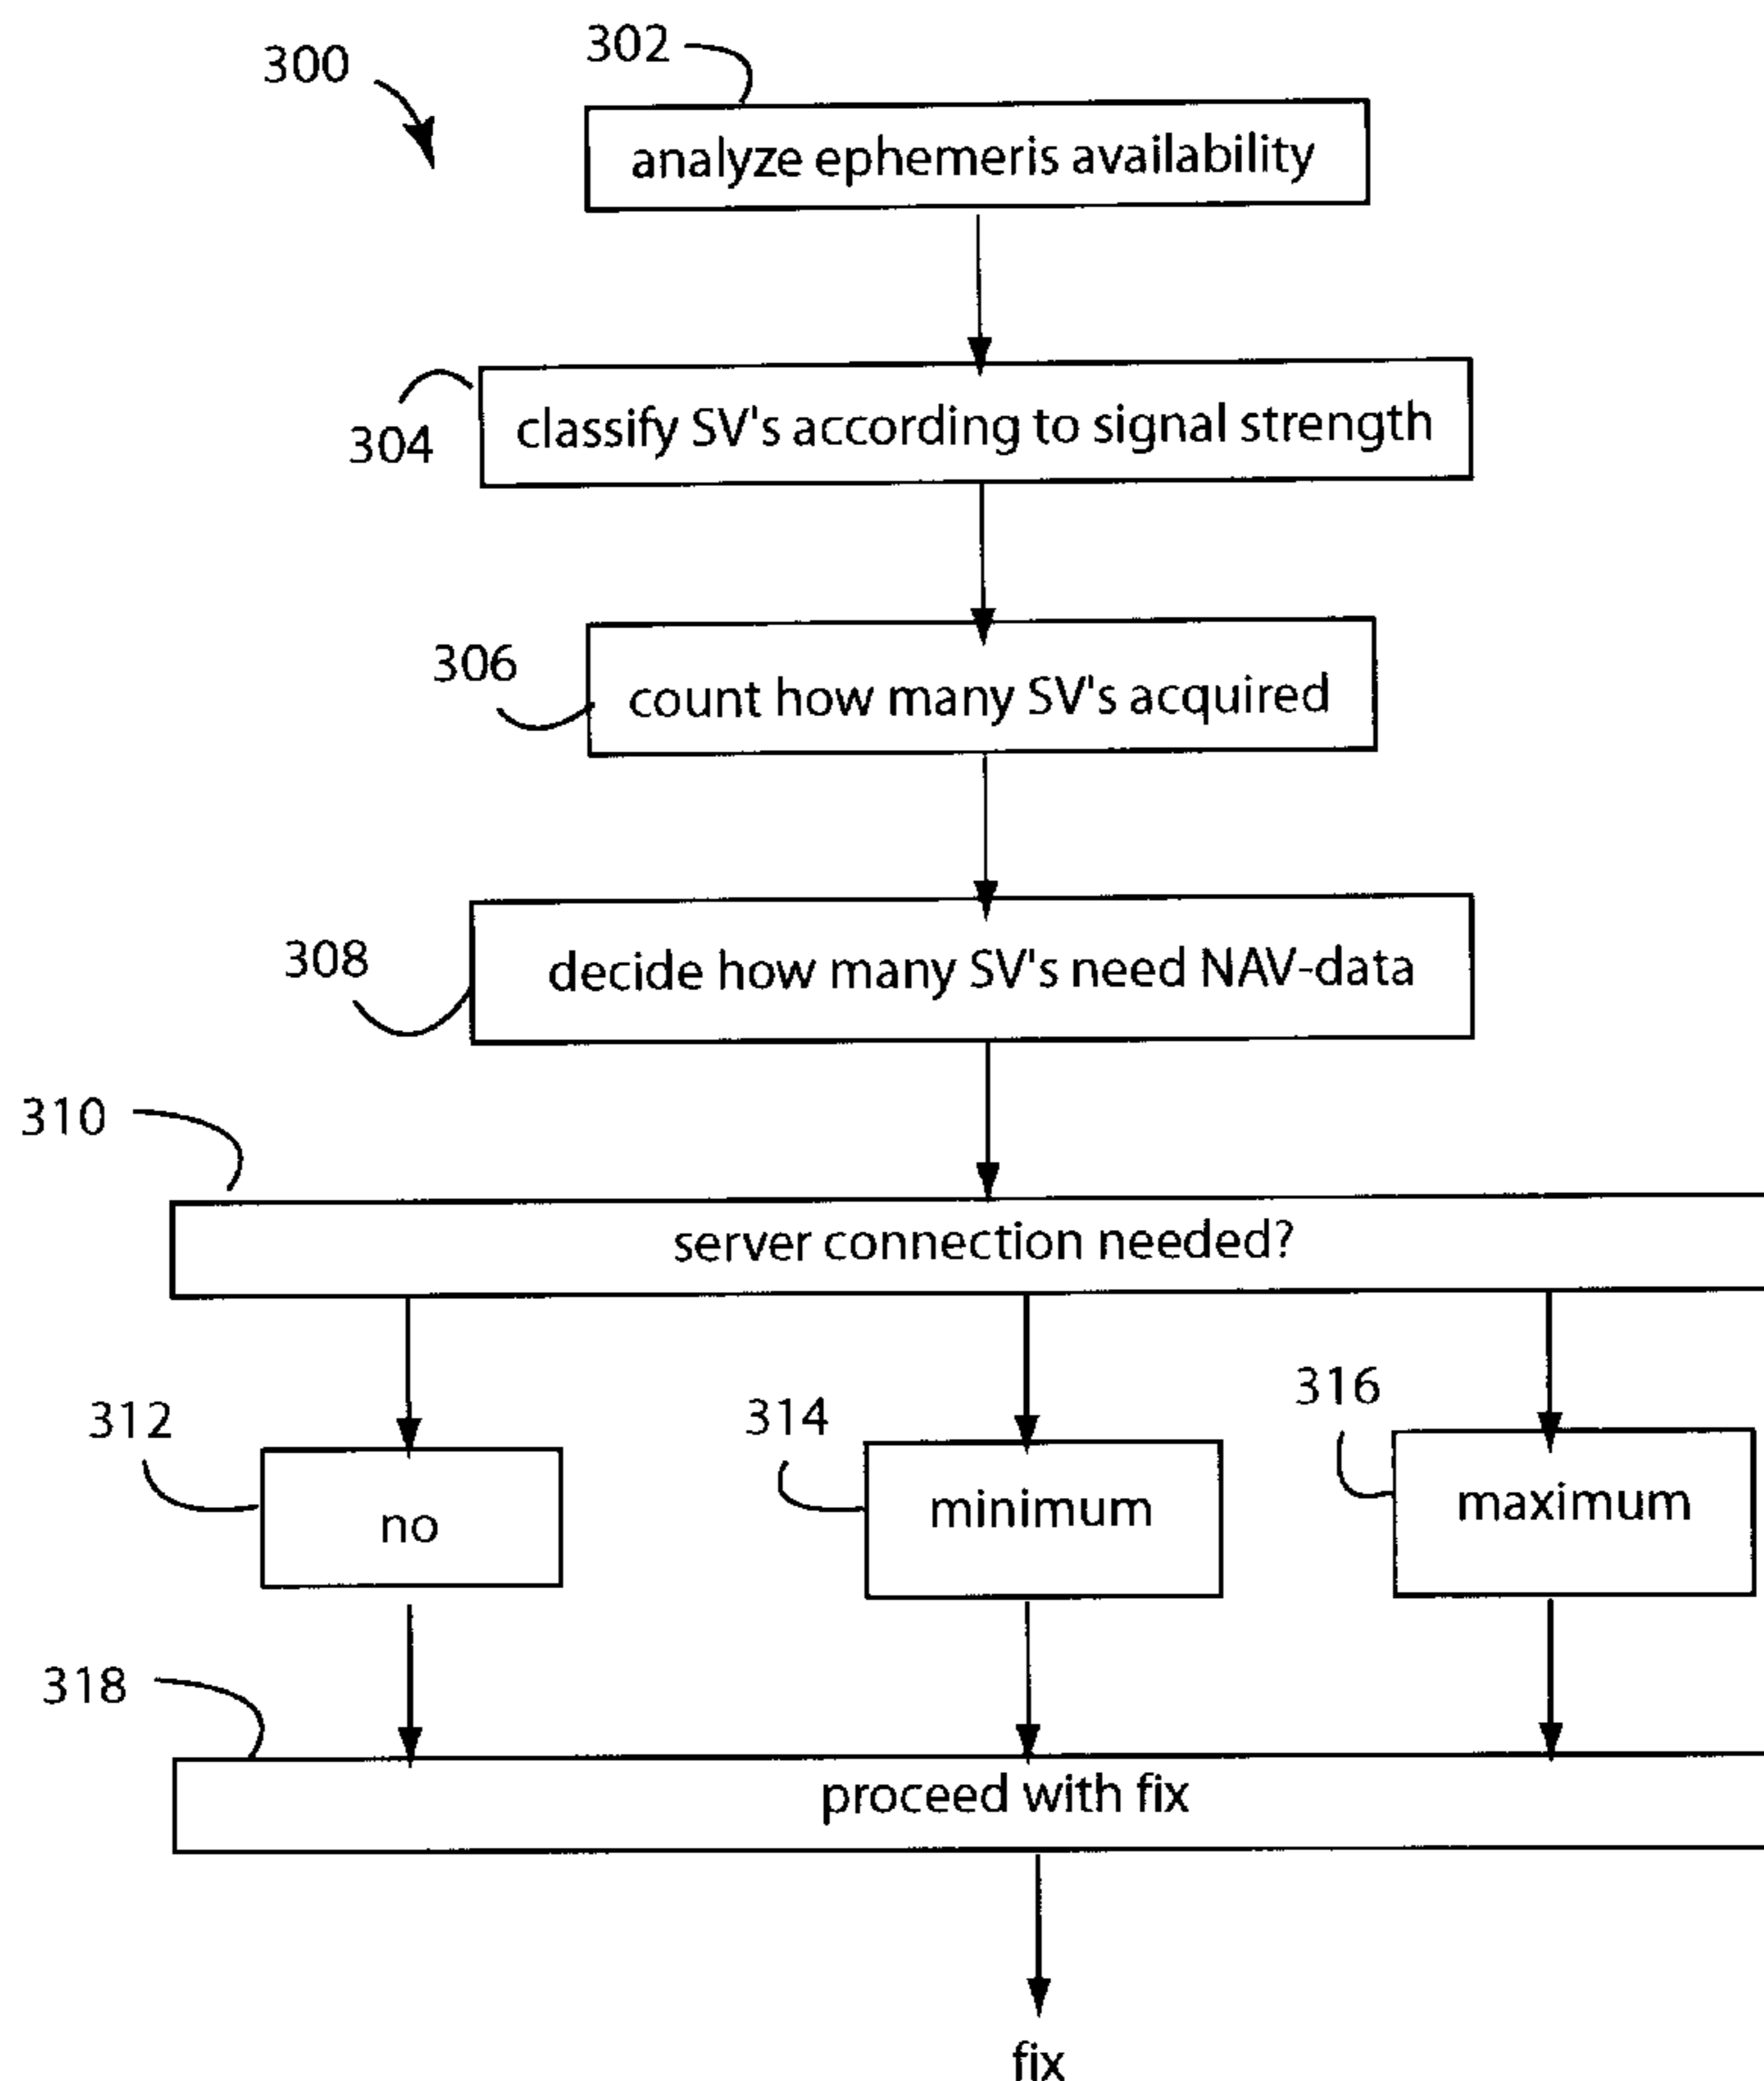 302
300
analyze ephemeris availability
304
classify SV's according to signal strength
306
count how many SV's acquired
308
decide how many SV's need NAV-data
310
server connection needed?
312
314
316
no
minimum
maximum
318
proceed with fix
fix